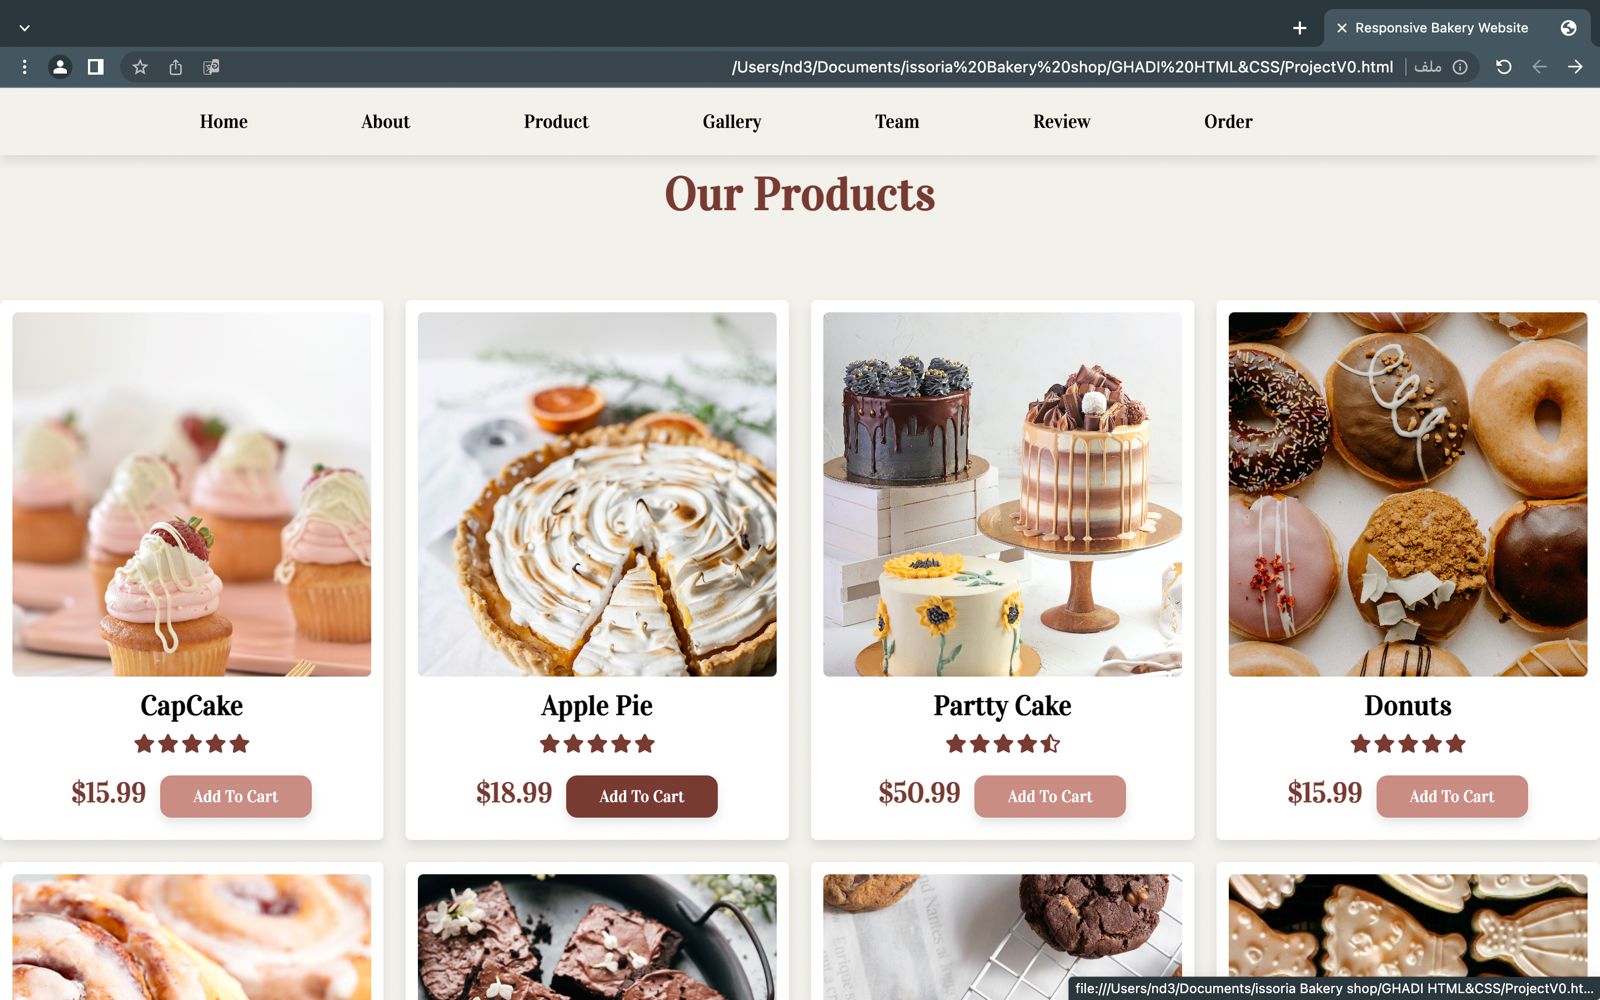 Responsive Bakery Website
/Users/nd3/Documents/issoria%20Bakery%20shop/GHADI%20HTML&CSS/ProjectV0.html
ملف
Home About Product Gallery Team Review Order
Our Products
CapCake
$15.99 Add To Cart
Apple Pie
$18.99 Add To Cart
Partty Cake
$50.99 Add To Cart
Donuts
$15.99 Add To Cart
file:///Users/nd3/Documents/issoria Bakery shop/GHADI HTML&CSS/ProjectV0.ht...